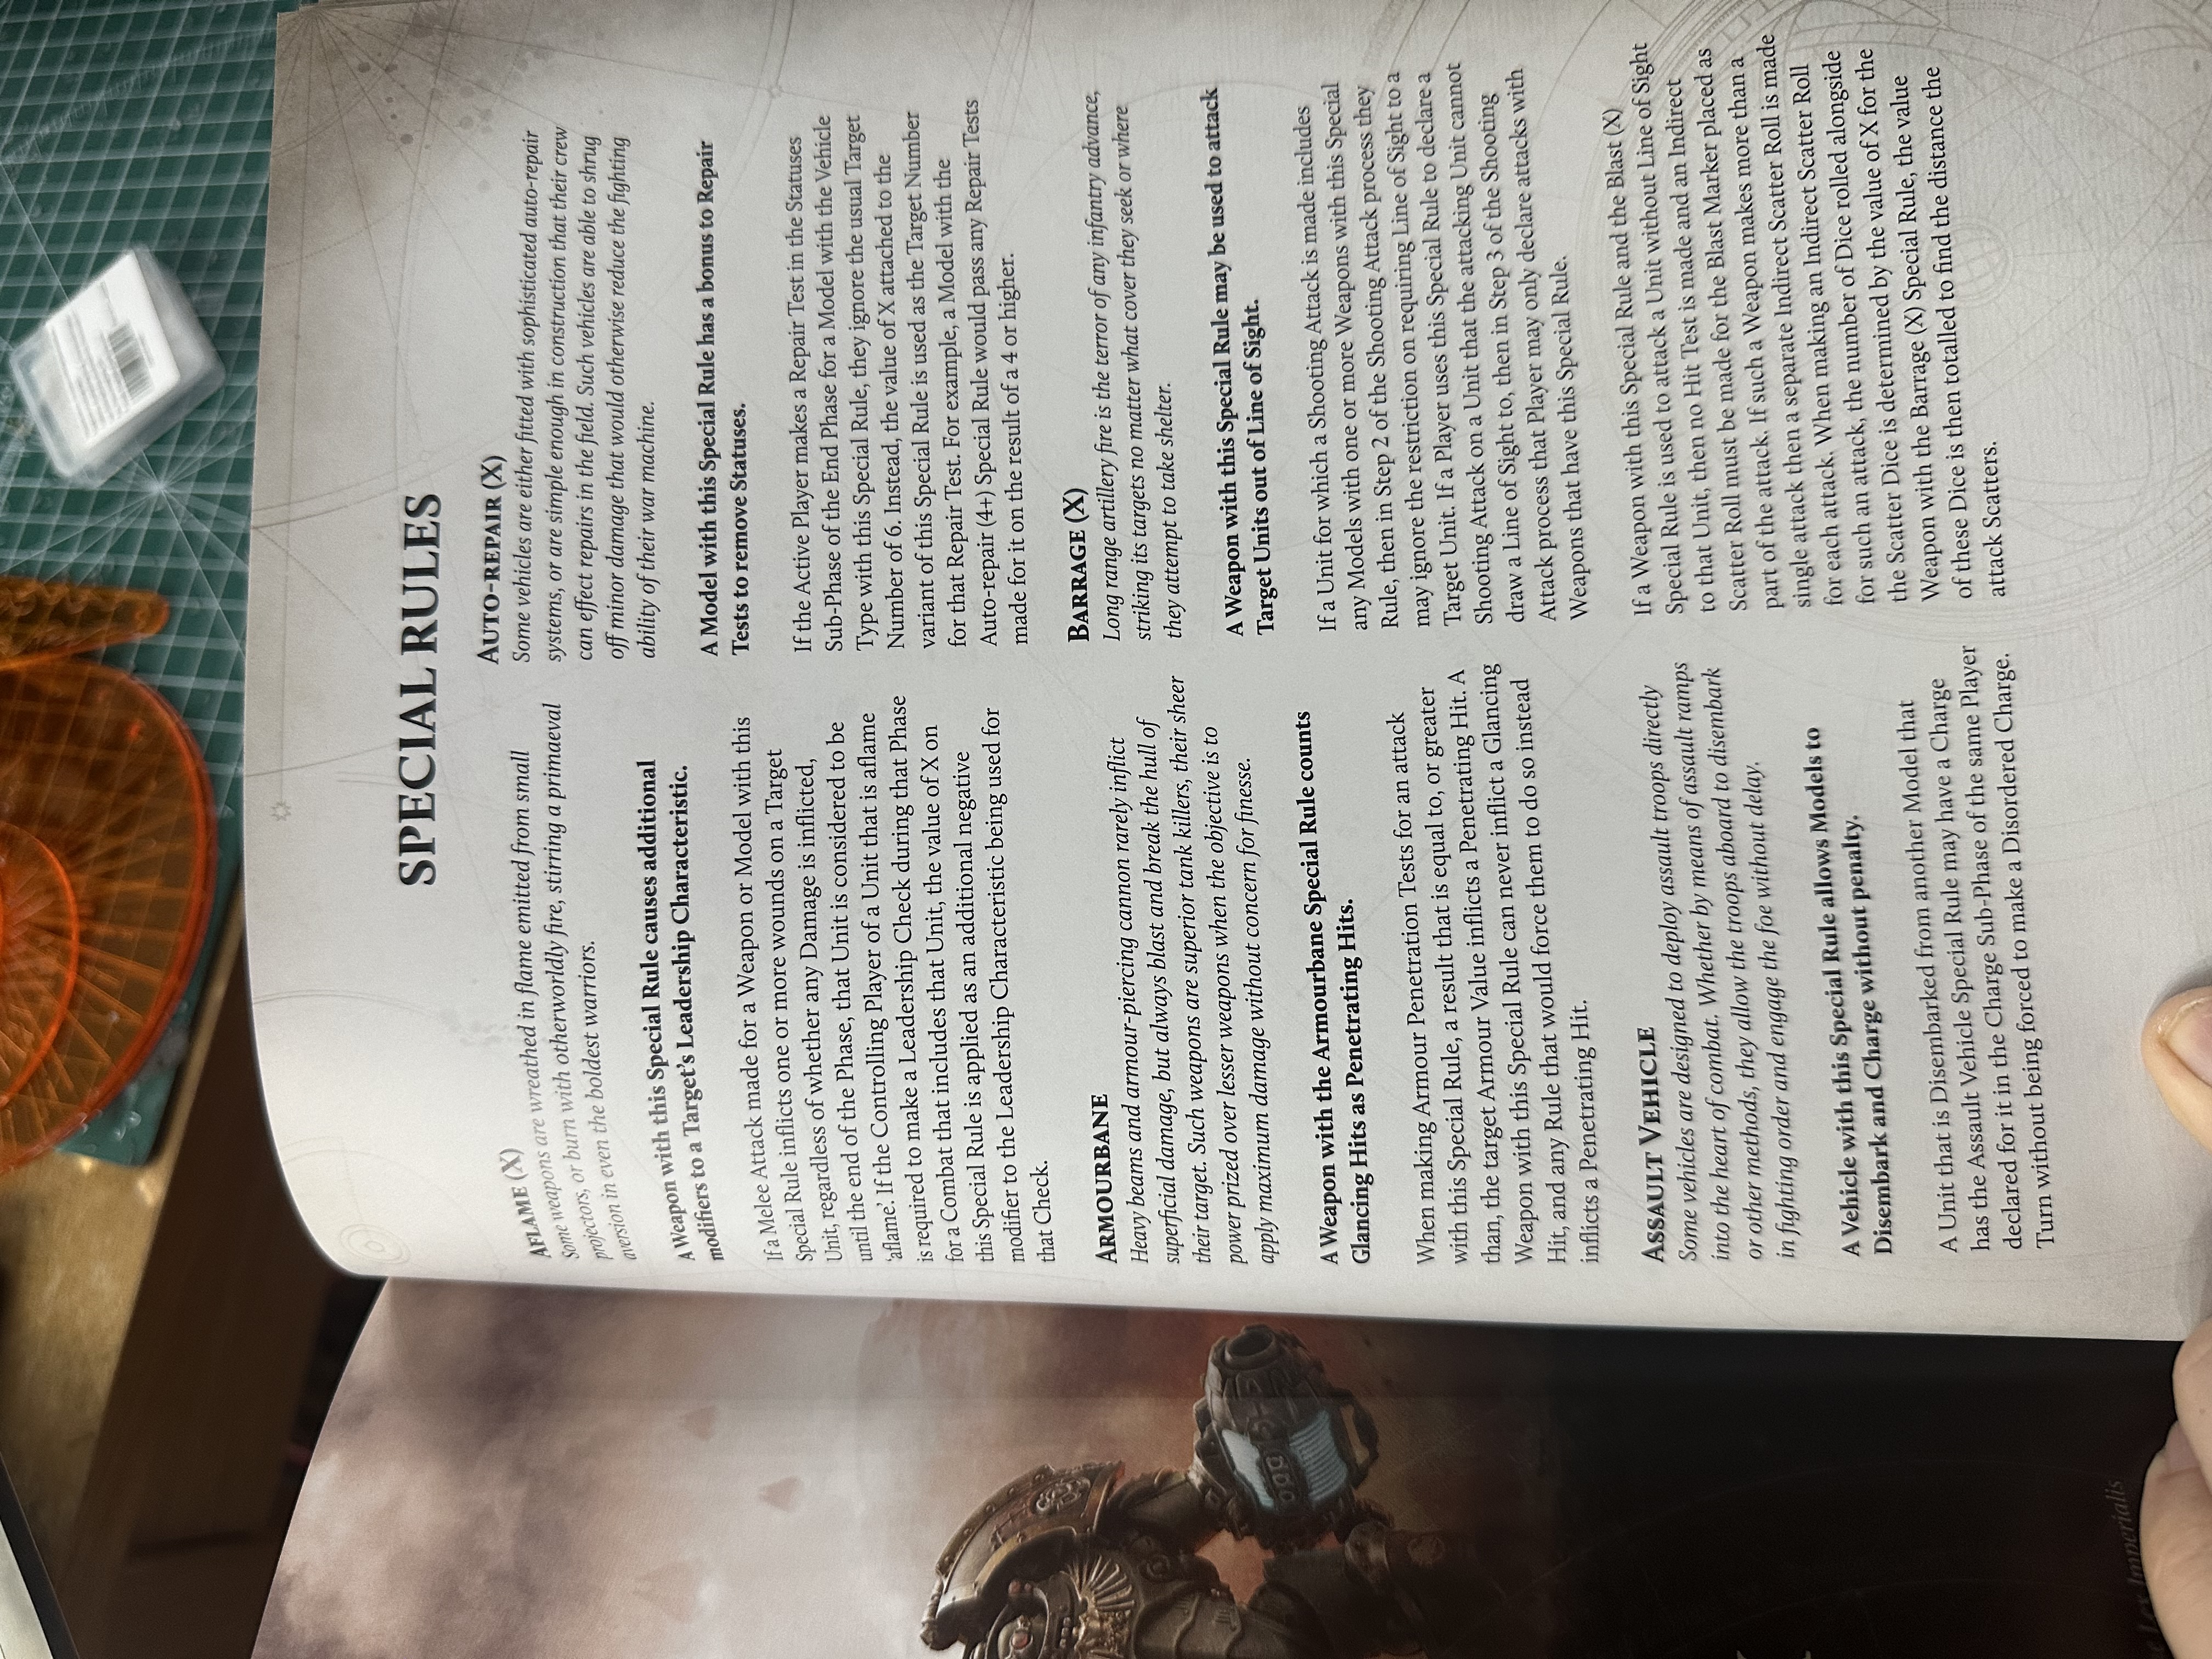 SPECIAL RULES
AFLAME (X)
Some weapons are wreathed in flame emitted from small
projectors, or burn with otherworldly fire, stirring a primaeval
aversion in even the boldest warriors.
A Weapon with this Special Rule causes additional
modifiers to a Target's Leadership Characteristic.
If a Melee Attack made for a Weapon or Model with this
Special Rule inflicts one or more wounds on a Target
Unit, regardless of whether any Damage is inflicted,
until the end of the Phase, that Unit is considered to be
'aflame'. If the Controlling Player of a Unit that is aflame
is required to make a Leadership Check during that Phase
for a Combat that includes that Unit, the value of X on
this Special Rule is applied as an additional negative
modifier to the Leadership Characteristic being used for
that Check.
ARMOURBANE
Heavy beams and armour-piercing cannon rarely inflict
superficial damage, but always blast and break the hull of
their target. Such weapons are superior tank killers, their sheer
power prized over lesser weapons when the objective is to
apply maximum damage without concern for finesse.
A Weapon with the Armourbane Special Rule counts
Glancing Hits as Penetrating Hits.
When making Armour Penetration Tests for an attack
with this Special Rule, a result that is equal to, or greater
than, the target Armour Value inflicts a Penetrating Hit. A
Weapon with this Special Rule can never inflict a Glancing
Hit, and any Rule that would force them to do so instead
inflicts a Penetrating Hit.
ASSAULT VEHICLE
Some vehicles are designed to deploy assault troops directly
into the heart of combat. Whether by means of assault ramps
or other methods, they allow the troops aboard to disembark
in fighting order and engage the foe without delay.
A Vehicle with this Special Rule allows Models to
Disembark and Charge without penalty.
A Unit that is Disembarked from another Model that
has the Assault Vehicle Special Rule may have a Charge
declared for it in the Charge Sub-Phase of the same Player
Turn without being forced to make a Disordered Charge.
AUTO-REPAIR (X)
Some vehicles are either fitted with sophisticated auto-repair
systems, or are simple enough in construction that their crew
can effect repairs in the field. Such vehicles are able to shrug
off minor damage that would otherwise reduce the fighting
ability of their war machine.
A Model with this Special Rule has a bonus to Repair
Tests to remove Statuses.
If the Active Player makes a Repair Test in the Statuses
Sub-Phase of the End Phase for a Model with the Vehicle
Type with this Special Rule, they ignore the usual Target
Number of 6. Instead, the value of X attached to the
variant of this Special Rule is used as the Target Number
for that Repair Test. For example, a Model with the
Auto-repair (4+) Special Rule would pass any Repair Tests
made for it on the result of a 4 or higher.
BARRAGE (X)
Long range artillery fire is the terror of any infantry advance,
striking its targets no matter what cover they seek or where
they attempt to take shelter.
A Weapon with this Special Rule may be used to attack
Target Units out of Line of Sight.
If a Unit for which a Shooting Attack is made includes
any Models with one or more Weapons with this Special
Rule, then in Step 2 of the Shooting Attack process they
may ignore the restriction on requiring Line of Sight to a
Target Unit. If a Player uses this Special Rule to declare a
Shooting Attack on a Unit that the attacking Unit cannot
draw a Line of Sight to, then in Step 3 of the Shooting
Attack process that Player may only declare attacks with
Weapons that have this Special Rule.
If a Weapon with this Special Rule and the Blast (X)
Special Rule is used to attack a Unit without Line of Sight
to that Unit, then no Hit Test is made and an Indirect
Scatter Roll must be made for the Blast Marker placed as
part of the attack. If such a Weapon makes more than a
single attack then a separate Indirect Scatter Roll is made
for each attack. When making an Indirect Scatter Roll
for such an attack, the number of Dice rolled alongside
the Scatter Dice is determined by the value of X for the
Weapon with the Barrage (X) Special Rule, the value
of these Dice is then totalled to find the distance the
attack Scatters.
Lex Imperialis